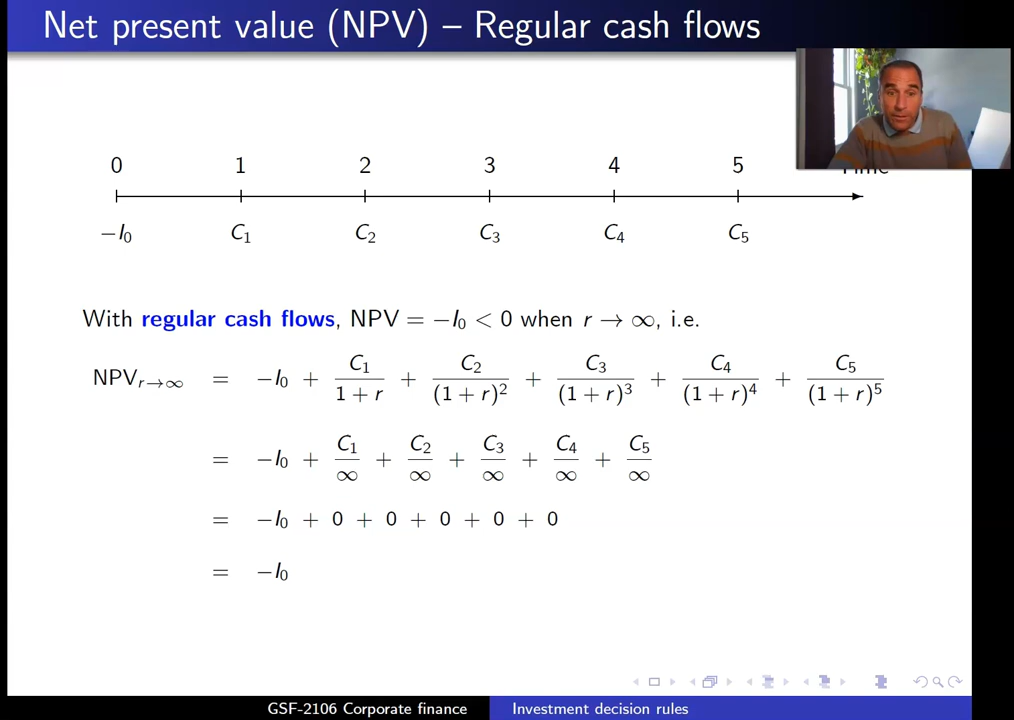 Net present value (NPV) – Regular cash flows
0 1 2 3 4 5
−I₀ C₁ C₂ C₃ C₄ C₅
With regular cash flows, NPV = −I₀ < 0 when r → ∞, i.e.
NPVᵣ→∞ = −I₀ + C₁/(1 + r) + C₂/(1 + r)² + C₃/(1 + r)³ + C₄/(1 + r)⁴ + C₅/(1 + r)⁵
= −I₀ + C₁/∞ + C₂/∞ + C₃/∞ + C₄/∞ + C₅/∞
= −I₀ + 0 + 0 + 0 + 0 + 0
= −I₀
GSF-2106 Corporate finance Investment decision rules